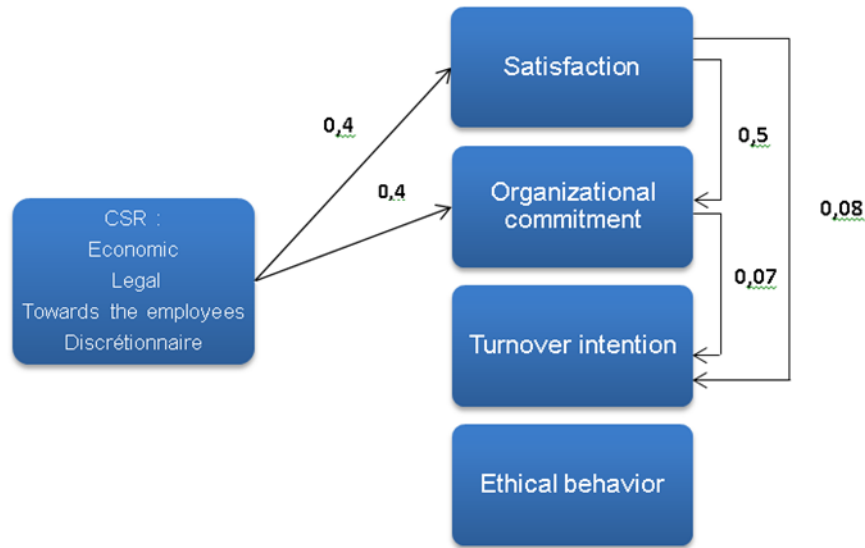 Satisfaction
0,4
0,5
Organizational
commitment
0,4
CSR :
Economic
Legal
Towards the employees
Discrétionnaire
0,08
0,07
Turnover intention
Ethical behavior